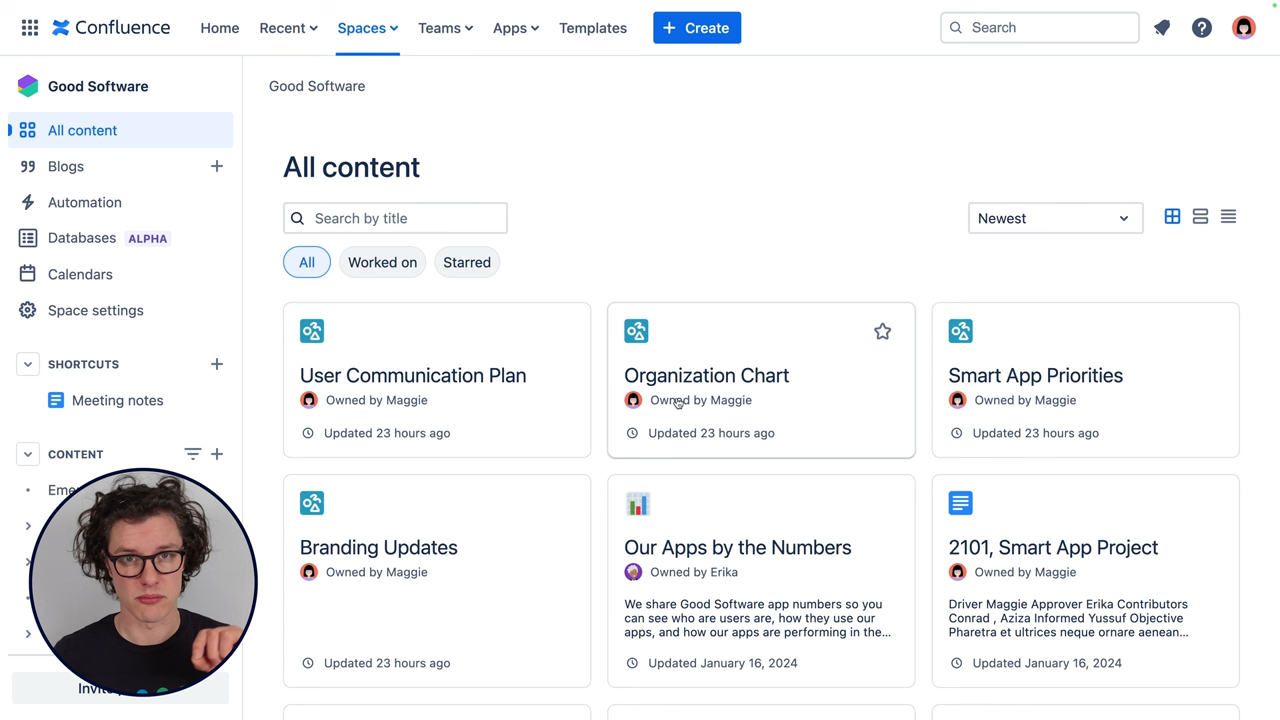 Confluence Home Recent Spaces Teams Apps Templates + Create Search
Good Software
All content
Blogs
Automation
Databases ALPHA
Calendars
Space settings
SHORTCUTS
Meeting notes
CONTENT
Good Software
All content
Search by title
Newest
All Worked on Starred
User Communication Plan
Owned by Maggie
Updated 23 hours ago
Organization Chart
Owned by Maggie
Updated 23 hours ago
Smart App Priorities
Owned by Maggie
Updated 23 hours ago
Branding Updates
Owned by Maggie
Updated 23 hours ago
Our Apps by the Numbers
Owned by Erika
We share Good Software app numbers so you
can see who are users are, how they use our
apps, and how our apps are performing in the...
Updated January 16, 2024
2101, Smart App Project
Owned by Maggie
Driver Maggie Approver Erika Contributors
Conrad , Aziza Informed Yussuf Objective
Pharetra et ultrices neque ornare aenean...
Updated January 16, 2024